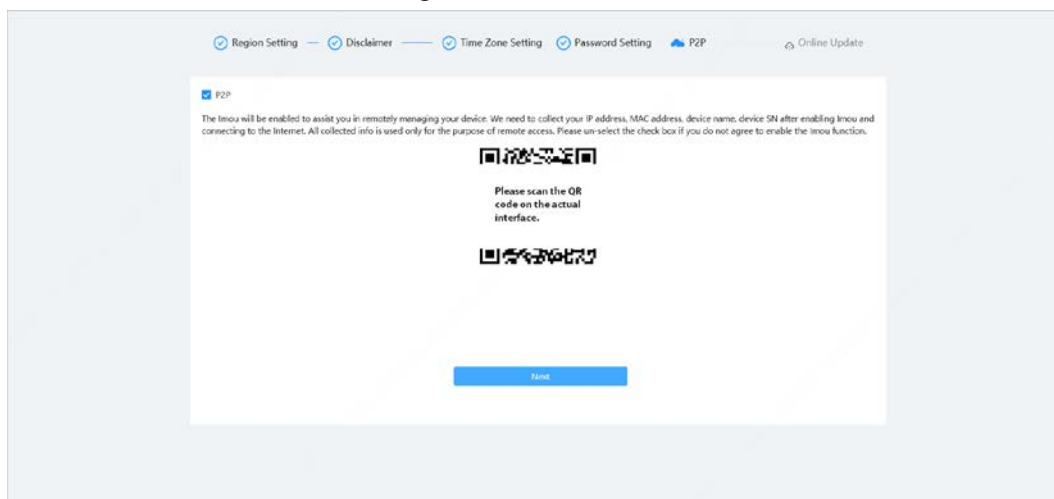 Region Setting
Disclaimer
Time Zone Setting
Password Setting
P2P
Online Update
P2P
The Imou will be enabled to assist you in remotely managing your device. We need to collect your IP address, MAC address, device name, device SN after enabling Imou and
connecting to the Internet. All collected info is used only for the purpose of remote access. Please un-select the check box if you do not agree to enable the Imou function.
Please scan the QR
code on the actual
interface.
Next